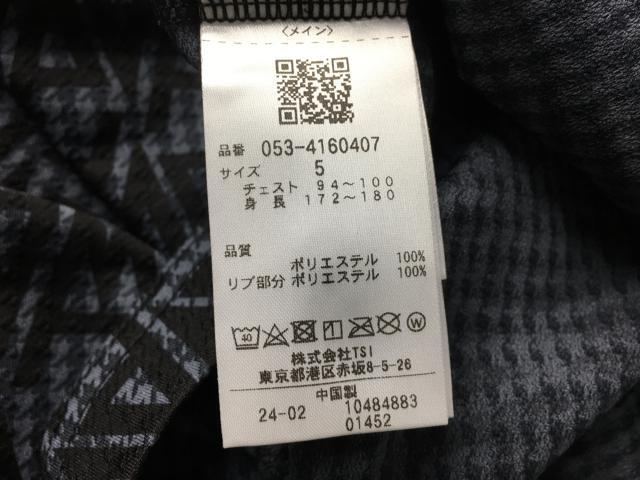 〈メイン〉
品番 053-4160407
サイズ 5
チェスト 94～100
身長 172～180
品質
ポリエステル 100%
リブ部分 ポリエステル 100%
40 W
株式会社TSI
東京都港区赤坂8-5-26
中国製
24-02 10484883
01452